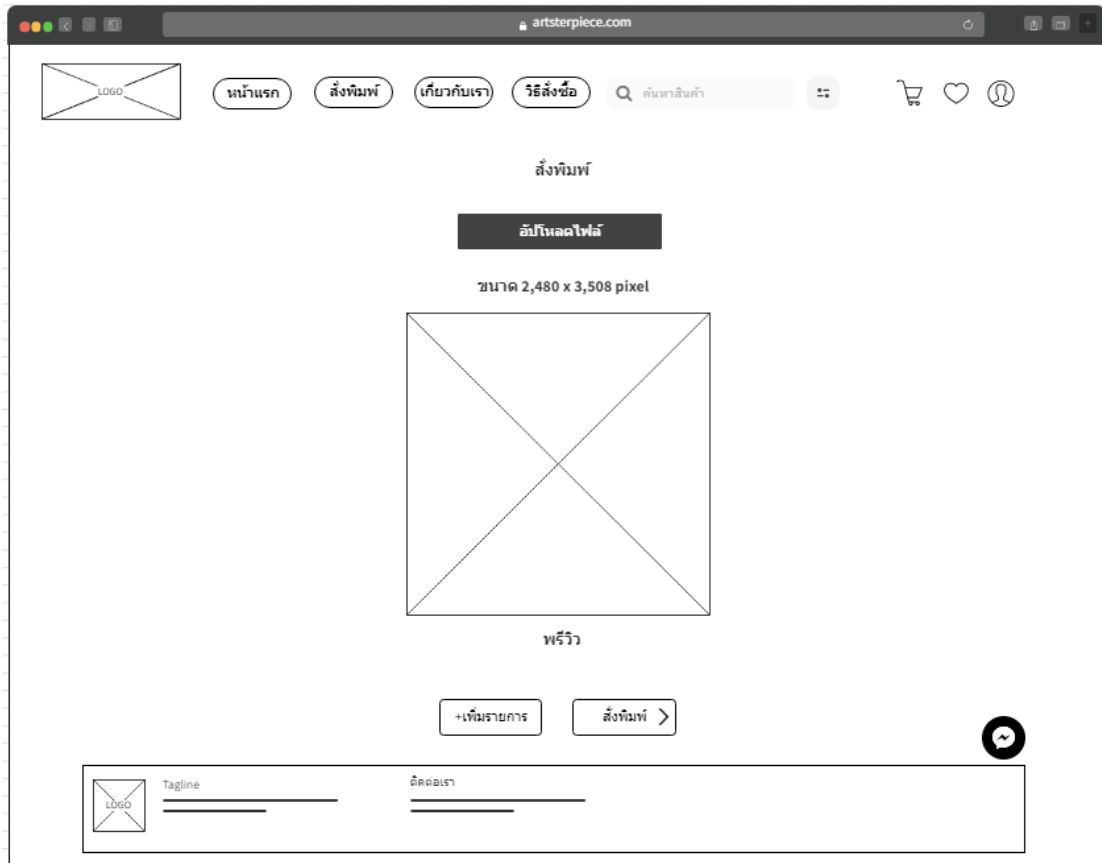 artsterpiece.com
LOGO
หน้าแรก
สั่งพิมพ์
เกี่ยวกับเรา
วิธีสั่งซื้อ
ค้นหาสินค้า
สั่งพิมพ์
อัปโหลดไฟล์
ขนาด 2,480 x 3,508 pixel
พรีวิว
+เพิ่มรายการ
สั่งพิมพ์
LOGO
Tagline
ติดต่อเรา